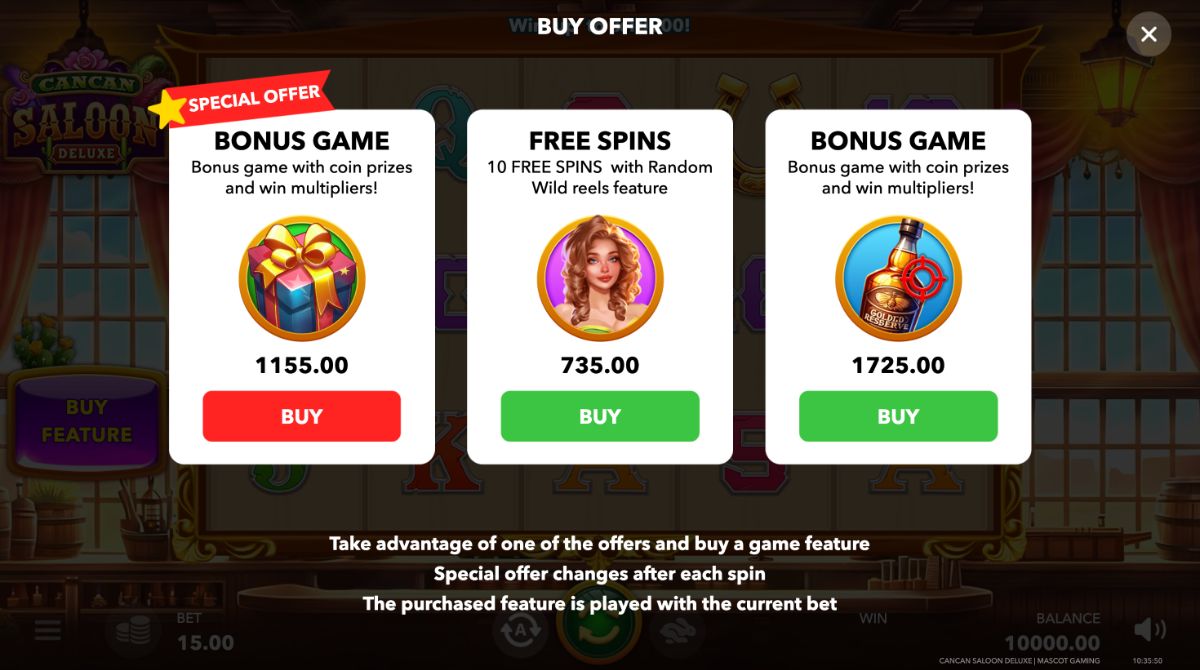 BUY OFFER
CANCAN
SALOON
DELUXE
SPECIAL OFFER
BONUS GAME
Bonus game with coin prizes
and win multipliers!
1155.00
BUY
FREE SPINS
10 FREE SPINS with Random
Wild reels feature
735.00
BUY
BONUS GAME
Bonus game with coin prizes
and win multipliers!
GOLDED
RESERVE
1725.00
BUY
BUY
FEATURE
J
K
A
S
A
Take advantage of one of the offers and buy a game feature
Special offer changes after each spin
The purchased feature is played with the current bet
BET
15.00
A
WIN
BALANCE
10000.00
CANCAN SALOON DELUXE | MASCOT GAMING
10:35:50